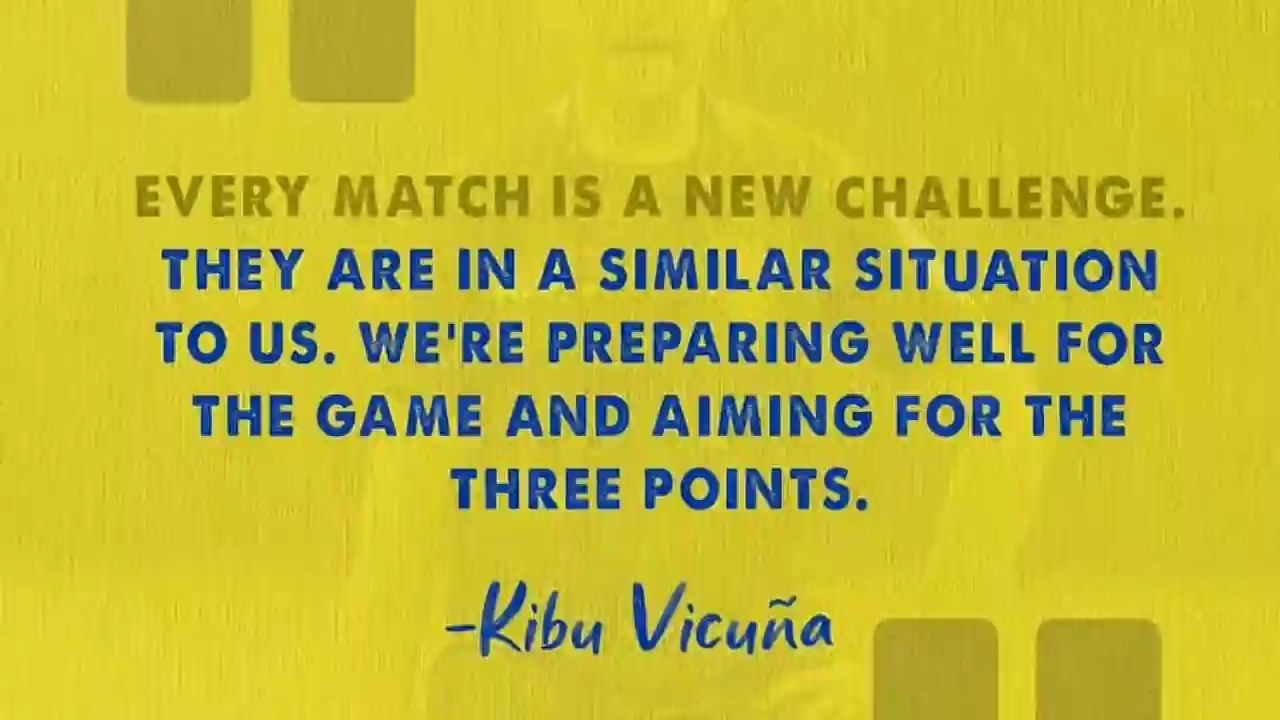 EVERY MATCH IS A NEW CHALLENGE.
THEY ARE IN A SIMILAR SITUATION
TO US. WE'RE PREPARING WELL FOR
THE GAME AND AIMING FOR THE
THREE POINTS.
-Kibu Vicuña